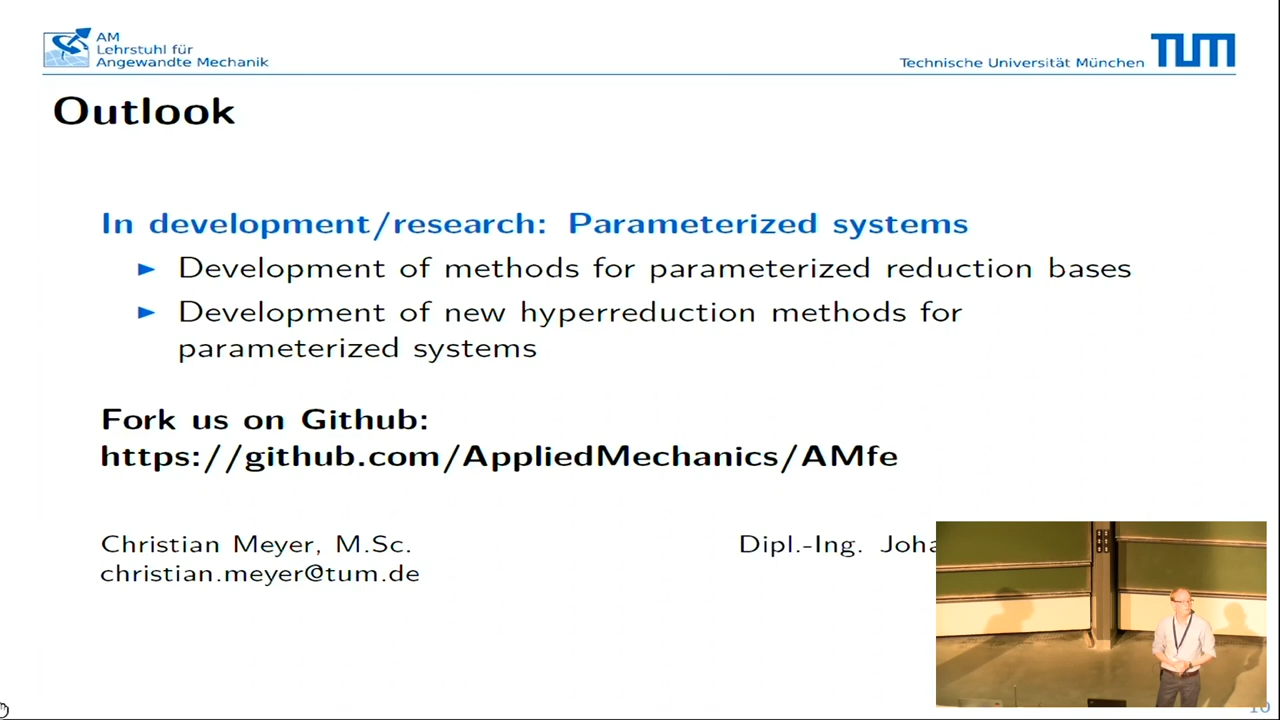 AM
Lehrstuhl für
Angewandte Mechanik
Technische Universität München
TUM
Outlook
In development/research: Parameterized systems
Development of methods for parameterized reduction bases
Development of new hyperreduction methods for
parameterized systems
Fork us on Github:
https://github.com/AppliedMechanics/AMfe
Christian Meyer, M.Sc.
christian.meyer@tum.de
Dipl.-Ing.